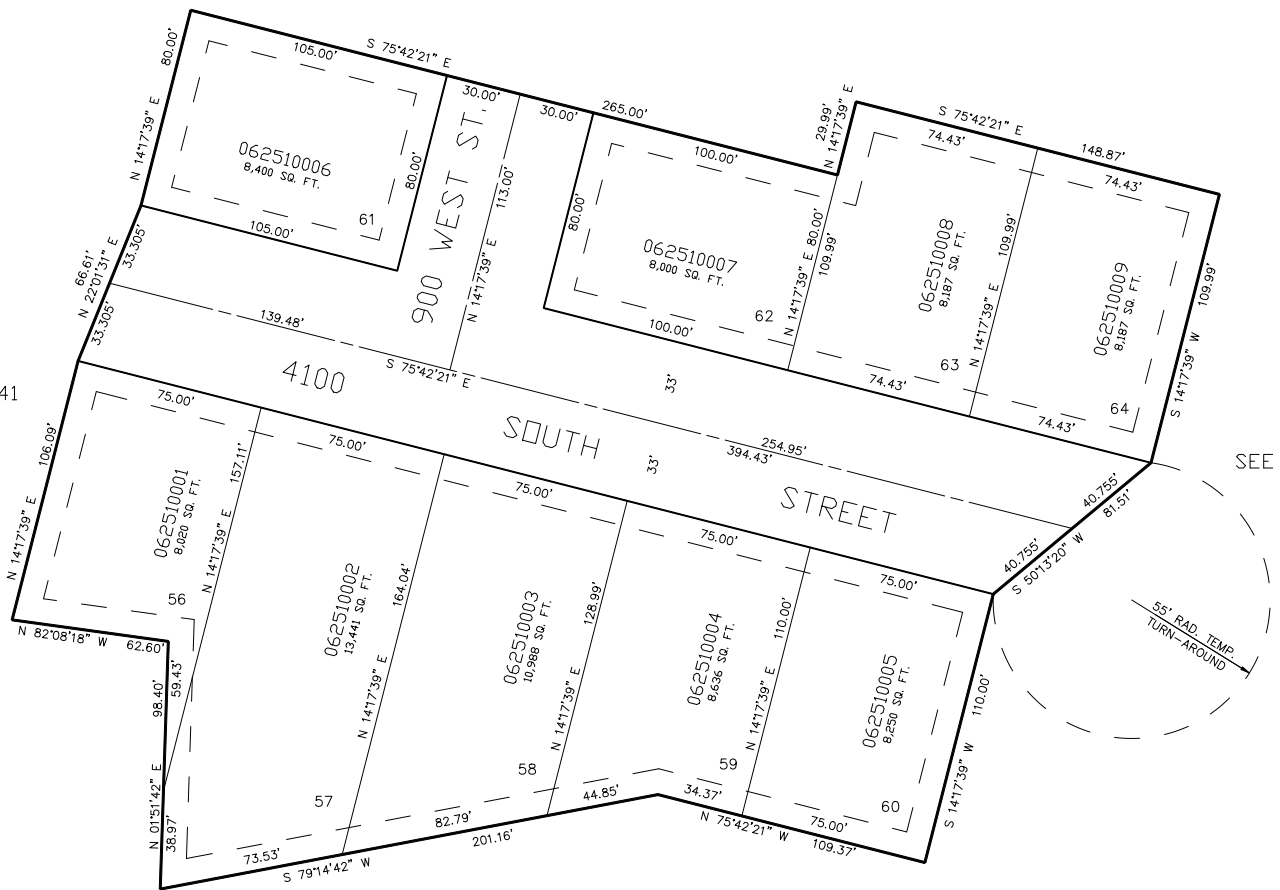 80.00'
N 14°17'39" E
105.00'
S 75°42'21" E
062510006
8,400 SQ. FT.
61
80.00'
105.00'
900 WEST ST.
30.00'
30.00'
265.00'
113.00'
N 14°17'39" E
80.00'
100.00'
062510007
8,000 SQ. FT.
62
100.00'
29.99'
N 14°17'39" E
S 75°42'21" E
74.43'
148.87'
74.43'
N 14°17'39" E 80.00'
109.99'
062510008
8,187 SQ. FT.
63
74.43'
N 14°17'39" E
109.99'
062510009
8,187 SQ. FT.
64
74.43'
109.99'
S 14°17'39" W
66.61'
N 22°01'31" E
33.305'
33.305'
139.48'
S 75°42'21" E
254.95'
394.43'
33'
33'
4100 SOUTH STREET
41
SEE
40.755'
81.51'
40.755'
S 50°13'20" W
55' RAD. TEMP.
TURN-AROUND
106.09'
N 14°17'39" E
75.00'
062510001
8,020 SQ. FT.
56
157.11'
N 14°17'39" E
N 82°08'18" W
62.60'
59.43'
98.40'
N 01°51'42" E
38.97'
75.00'
062510002
13,441 SQ. FT.
57
164.04'
N 14°17'39" E
73.53'
S 79°14'42" W
75.00'
062510003
10,988 SQ. FT.
58
128.99'
N 14°17'39" E
82.79'
201.16'
44.85'
75.00'
062510004
8,636 SQ. FT.
59
110.00'
N 14°17'39" E
34.37'
N 75°42'21" W
75.00'
062510005
8,250 SQ. FT.
60
75.00'
109.37'
110.00'
S 14°17'39" W